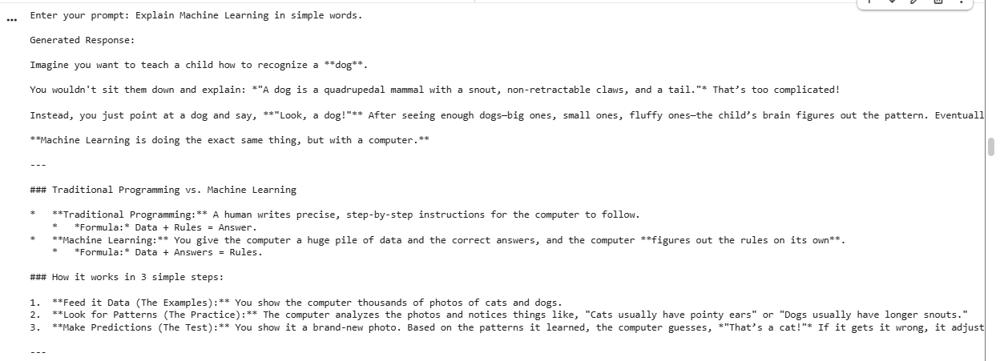 Enter your prompt: Explain Machine Learning in simple words.
Generated Response:
Imagine you want to teach a child how to recognize a **dog**.
You wouldn't sit them down and explain: *"A dog is a quadrupedal mammal with a snout, non-retractable claws, and a tail."* That’s too complicated!
Instead, you just point at a dog and say, **"Look, a dog!"** After seeing enough dogs—big ones, small ones, fluffy ones—the child’s brain figures out the pattern. Eventuall
**Machine Learning is doing the exact same thing, but with a computer.**
---
### Traditional Programming vs. Machine Learning
*   **Traditional Programming:** A human writes precise, step-by-step instructions for the computer to follow.
    *   *Formula:* Data + Rules = Answer.
*   **Machine Learning:** You give the computer a huge pile of data and the correct answers, and the computer **figures out the rules on its own**.
    *   *Formula:* Data + Answers = Rules.
### How it works in 3 simple steps:
1.  **Feed it Data (The Examples):** You show the computer thousands of photos of cats and dogs.
2.  **Look for Patterns (The Practice):** The computer analyzes the photos and notices things like, "Cats usually have pointy ears" or "Dogs usually have longer snouts."
3.  **Make Predictions (The Test):** You show it a brand-new photo. Based on the patterns it learned, the computer guesses, *"That’s a cat!"* If it gets it wrong, it adjust
---